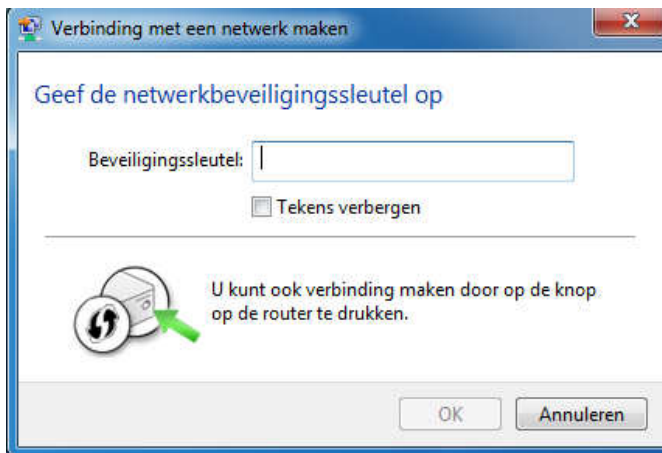 Verbinding met een netwerk maken
Geef de netwerkbeveiligingssleutel op
Beveiligingssleutel:
Tekens verbergen
U kunt ook verbinding maken door op de knop
op de router te drukken.
OK
Annuleren